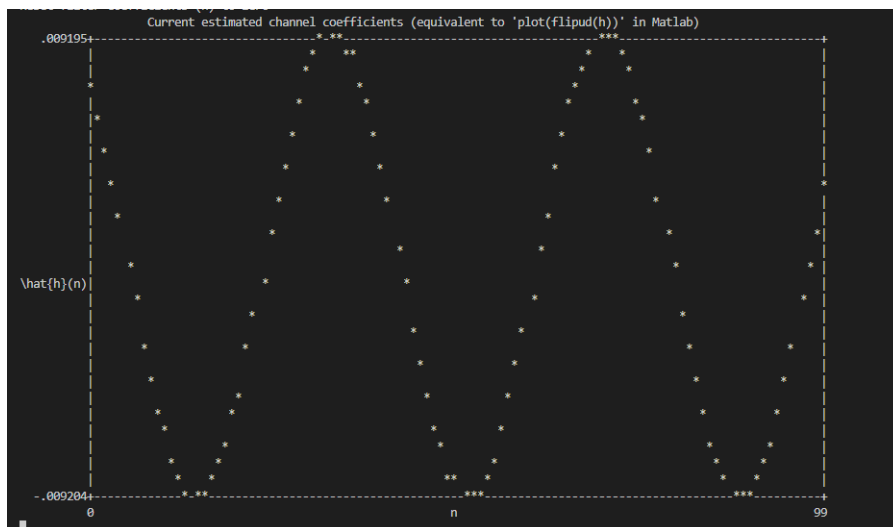 Current estimated channel coefficients (equivalent to 'plot(flipud(h))' in Matlab)
.009195
\hat{h}(n)
-.009204
0 n 99